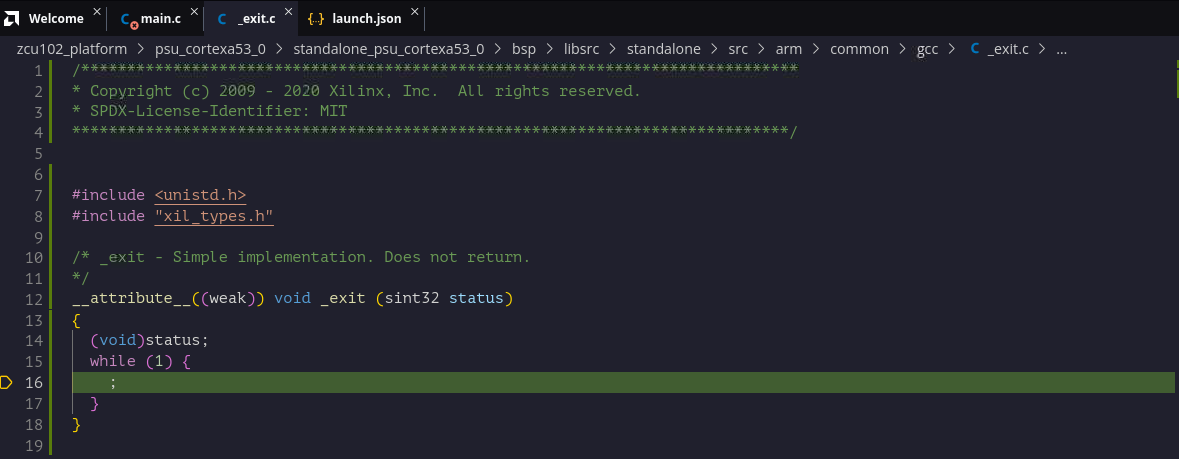 Welcome × main.c × _exit.c × {..} launch.json ×
zcu102_platform > psu_cortexa53_0 > standalone_psu_cortexa53_0 > bsp > libsrc > standalone > src > arm > common > gcc > C _exit.c > ...
1 /******************************************************************************
2 * Copyright (c) 2009 - 2020 Xilinx, Inc.  All rights reserved.
3 * SPDX-License-Identifier: MIT
4 ******************************************************************************/
5
6
7 #include <unistd.h>
8 #include "xil_types.h"
9
10 /* _exit - Simple implementation. Does not return.
11 */
12 __attribute__((weak)) void _exit (sint32 status)
13 {
14   (void)status;
15   while (1) {
16     ;
17   }
18 }
19